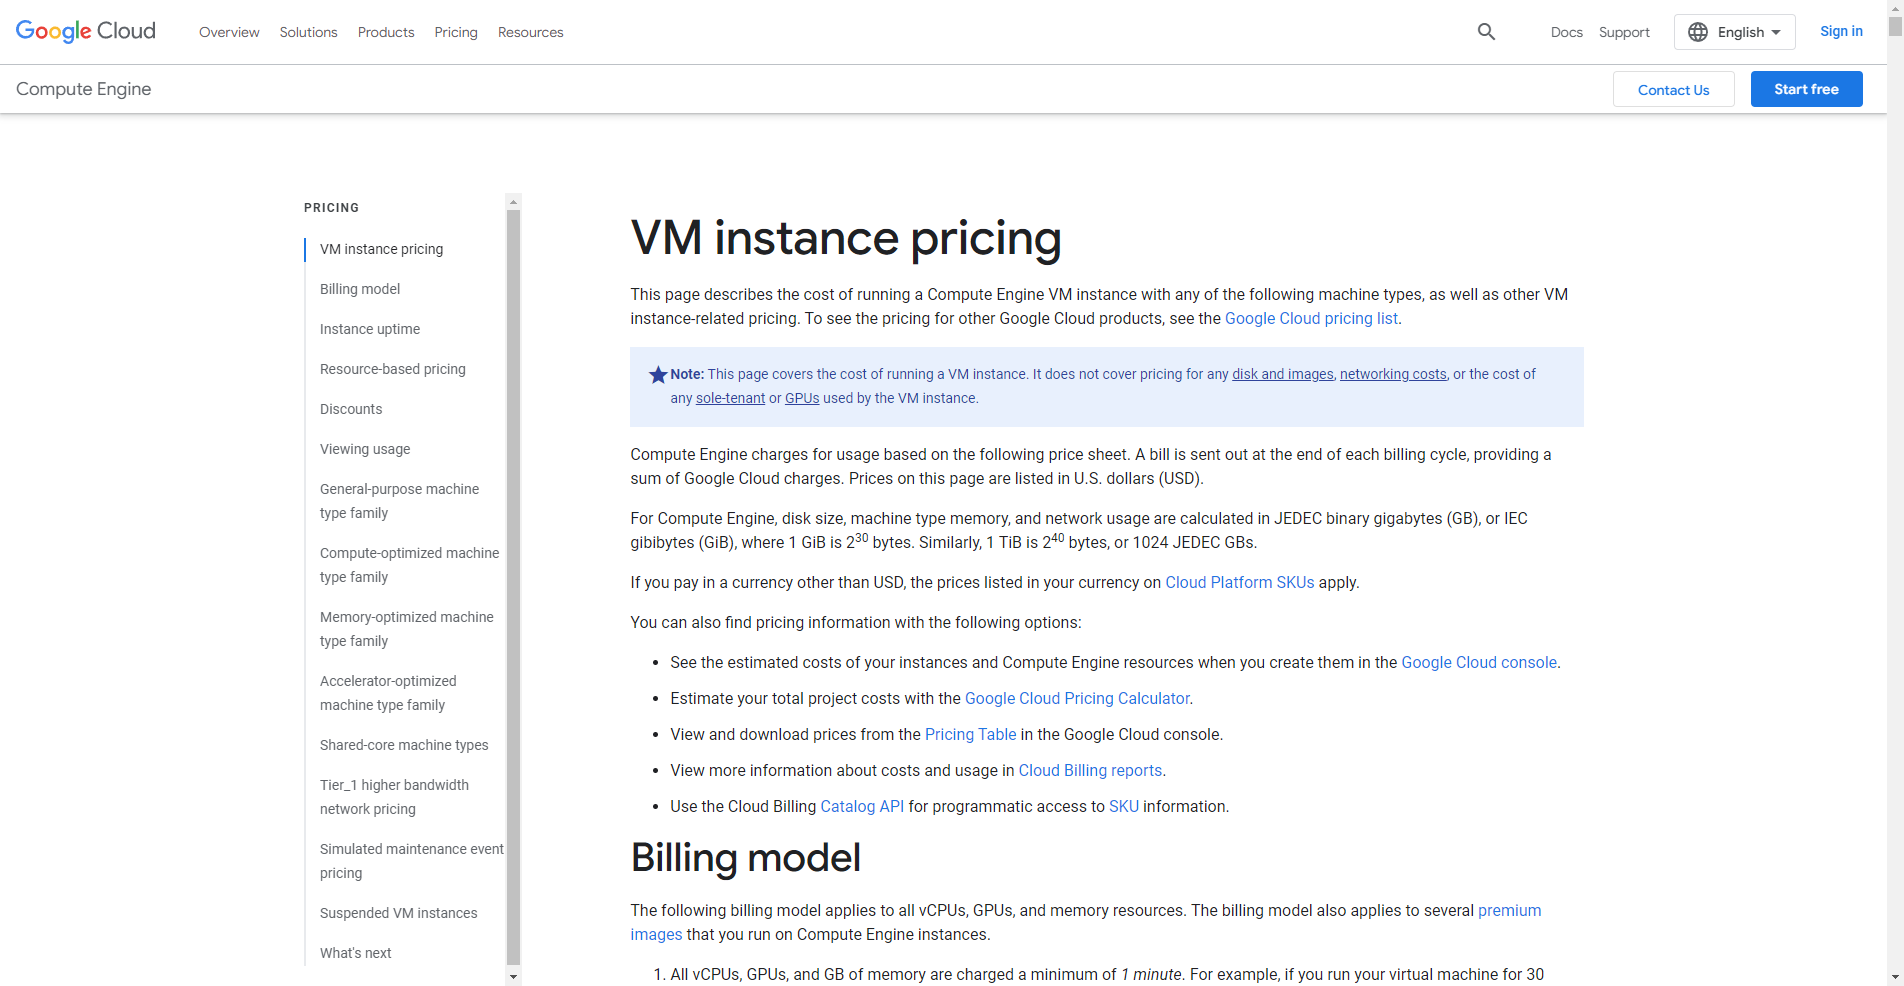 Google Cloud
Overview
Solutions
Products
Pricing
Resources
Docs
Support
English
Sign in
Compute Engine
Contact Us
Start free
PRICING
VM instance pricing
Billing model
Instance uptime
Resource-based pricing
Discounts
Viewing usage
General-purpose machine
type family
Compute-optimized machine
type family
Memory-optimized machine
type family
Accelerator-optimized
machine type family
Shared-core machine types
Tier_1 higher bandwidth
network pricing
Simulated maintenance event
pricing
Suspended VM instances
What's next
VM instance pricing
This page describes the cost of running a Compute Engine VM instance with any of the following machine types, as well as other VM
instance-related pricing. To see the pricing for other Google Cloud products, see the Google Cloud pricing list.
Note: This page covers the cost of running a VM instance. It does not cover pricing for any disk and images, networking costs, or the cost of
any sole-tenant or GPUs used by the VM instance.
Compute Engine charges for usage based on the following price sheet. A bill is sent out at the end of each billing cycle, providing a
sum of Google Cloud charges. Prices on this page are listed in U.S. dollars (USD).
For Compute Engine, disk size, machine type memory, and network usage are calculated in JEDEC binary gigabytes (GB), or IEC
gibibytes (GiB), where 1 GiB is 2³⁰ bytes. Similarly, 1 TiB is 2⁴⁰ bytes, or 1024 JEDEC GBs.
If you pay in a currency other than USD, the prices listed in your currency on Cloud Platform SKUs apply.
You can also find pricing information with the following options:
• See the estimated costs of your instances and Compute Engine resources when you create them in the Google Cloud console.
• Estimate your total project costs with the Google Cloud Pricing Calculator.
• View and download prices from the Pricing Table in the Google Cloud console.
• View more information about costs and usage in Cloud Billing reports.
• Use the Cloud Billing Catalog API for programmatic access to SKU information.
Billing model
The following billing model applies to all vCPUs, GPUs, and memory resources. The billing model also applies to several premium
images that you run on Compute Engine instances.
1. All vCPUs, GPUs, and GB of memory are charged a minimum of 1 minute. For example, if you run your virtual machine for 30